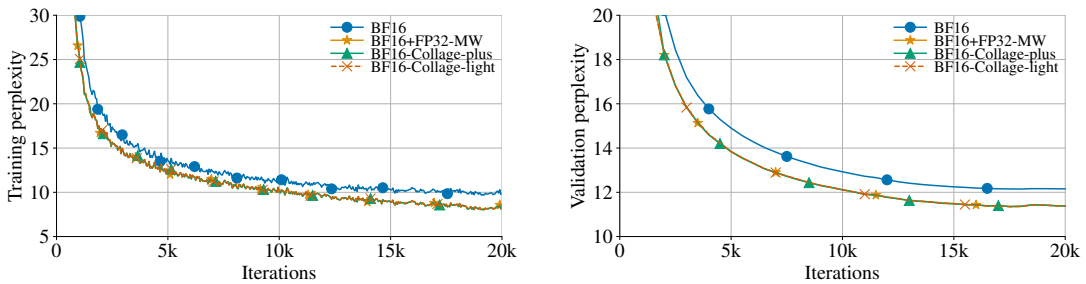 30
25
20
15
10
5
0
5k
10k
15k
20k
Training perplexity
Iterations
BF16
BF16+FP32-MW
BF16-Collage-plus
BF16-Collage-light
20
18
16
14
12
10
0
5k
10k
15k
20k
Validation perplexity
Iterations
BF16
BF16+FP32-MW
BF16-Collage-plus
BF16-Collage-light